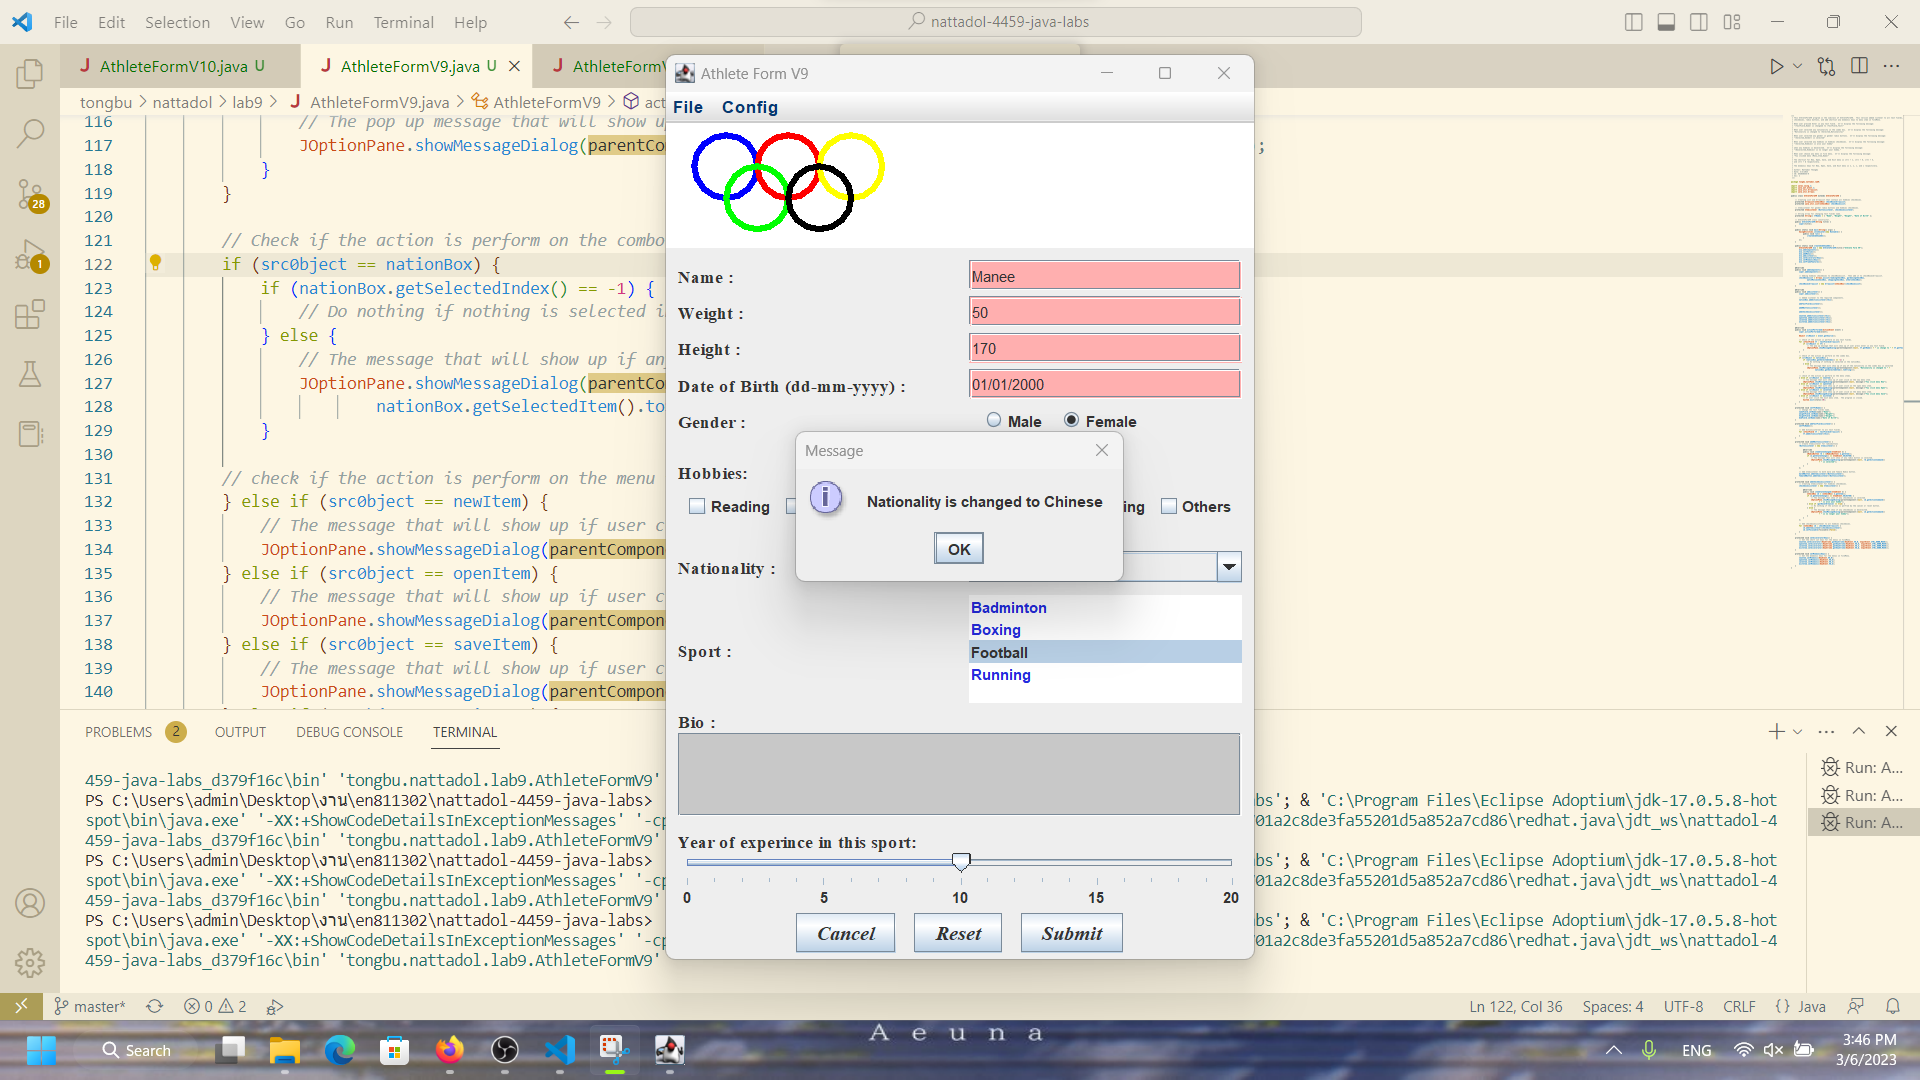 File Edit Selection View Go Run Terminal Help
nattadol-4459-java-labs
AthleteFormV10.java U
AthleteFormV9.java U
AthleteFormV
tongbu > nattadol > lab9 > AthleteFormV9.java > AthleteFormV9 > act
116 // The pop up message that will show u
117 JOptionPane.showMessageDialog(parentCo ;
118 }
119 }
120
121 // Check if the action is perform on the combo
122 if (srcObject == nationBox) {
123 if (nationBox.getSelectedIndex() == -1) {
124 // Do nothing if nothing is selected i
125 } else {
126 // The message that will show up if an
127 JOptionPane.showMessageDialog(parentCo
128 nationBox.getSelectedItem().to
129 }
130
131 // check if the action is perform on the menu
132 } else if (srcObject == newItem) {
133 // The message that will show up if user c
134 JOptionPane.showMessageDialog(parentCompon
135 } else if (srcObject == openItem) {
136 // The message that will show up if user c
137 JOptionPane.showMessageDialog(parentCompon
138 } else if (srcObject == saveItem) {
139 // The message that will show up if user c
140 JOptionPane.showMessageDialog(parentCompon
Athlete Form V9
File Config
Name : Manee
Weight : 50
Height : 170
Date of Birth (dd-mm-yyyy) : 01/01/2000
Gender : Male Female
Hobbies:
Reading ing Others
Message
Nationality is changed to Chinese
OK
Nationality :
Sport :
Badminton
Boxing
Football
Running
Bio :
Year of experince in this sport:
0 5 10 15 20
Cancel Reset Submit
PROBLEMS 2 OUTPUT DEBUG CONSOLE TERMINAL
459-java-labs_d379f16c\bin' 'tongbu.nattadol.lab9.AthleteFormV9'
PS C:\Users\admin\Desktop\งาน\en811302\nattadol-4459-java-labs> bs'; & 'C:\Program Files\Eclipse Adoptium\jdk-17.0.5.8-hot
spot\bin\java.exe' '-XX:+ShowCodeDetailsInExceptionMessages' '-cp 01a2c8de3fa55201d5a852a7cd86\redhat.java\jdt_ws\nattadol-4
459-java-labs_d379f16c\bin' 'tongbu.nattadol.lab9.AthleteFormV9'
PS C:\Users\admin\Desktop\งาน\en811302\nattadol-4459-java-labs> bs'; & 'C:\Program Files\Eclipse Adoptium\jdk-17.0.5.8-hot
spot\bin\java.exe' '-XX:+ShowCodeDetailsInExceptionMessages' '-cp 01a2c8de3fa55201d5a852a7cd86\redhat.java\jdt_ws\nattadol-4
459-java-labs_d379f16c\bin' 'tongbu.nattadol.lab9.AthleteFormV9'
PS C:\Users\admin\Desktop\งาน\en811302\nattadol-4459-java-labs> bs'; & 'C:\Program Files\Eclipse Adoptium\jdk-17.0.5.8-hot
spot\bin\java.exe' '-XX:+ShowCodeDetailsInExceptionMessages' '-cp 01a2c8de3fa55201d5a852a7cd86\redhat.java\jdt_ws\nattadol-4
459-java-labs_d379f16c\bin' 'tongbu.nattadol.lab9.AthleteFormV9'
Run: A...
Run: A...
Run: A...
28
1
master* 0 2
Ln 122, Col 36 Spaces: 4 UTF-8 CRLF {} Java
Aeuna
Search
ENG
3:46 PM
3/6/2023